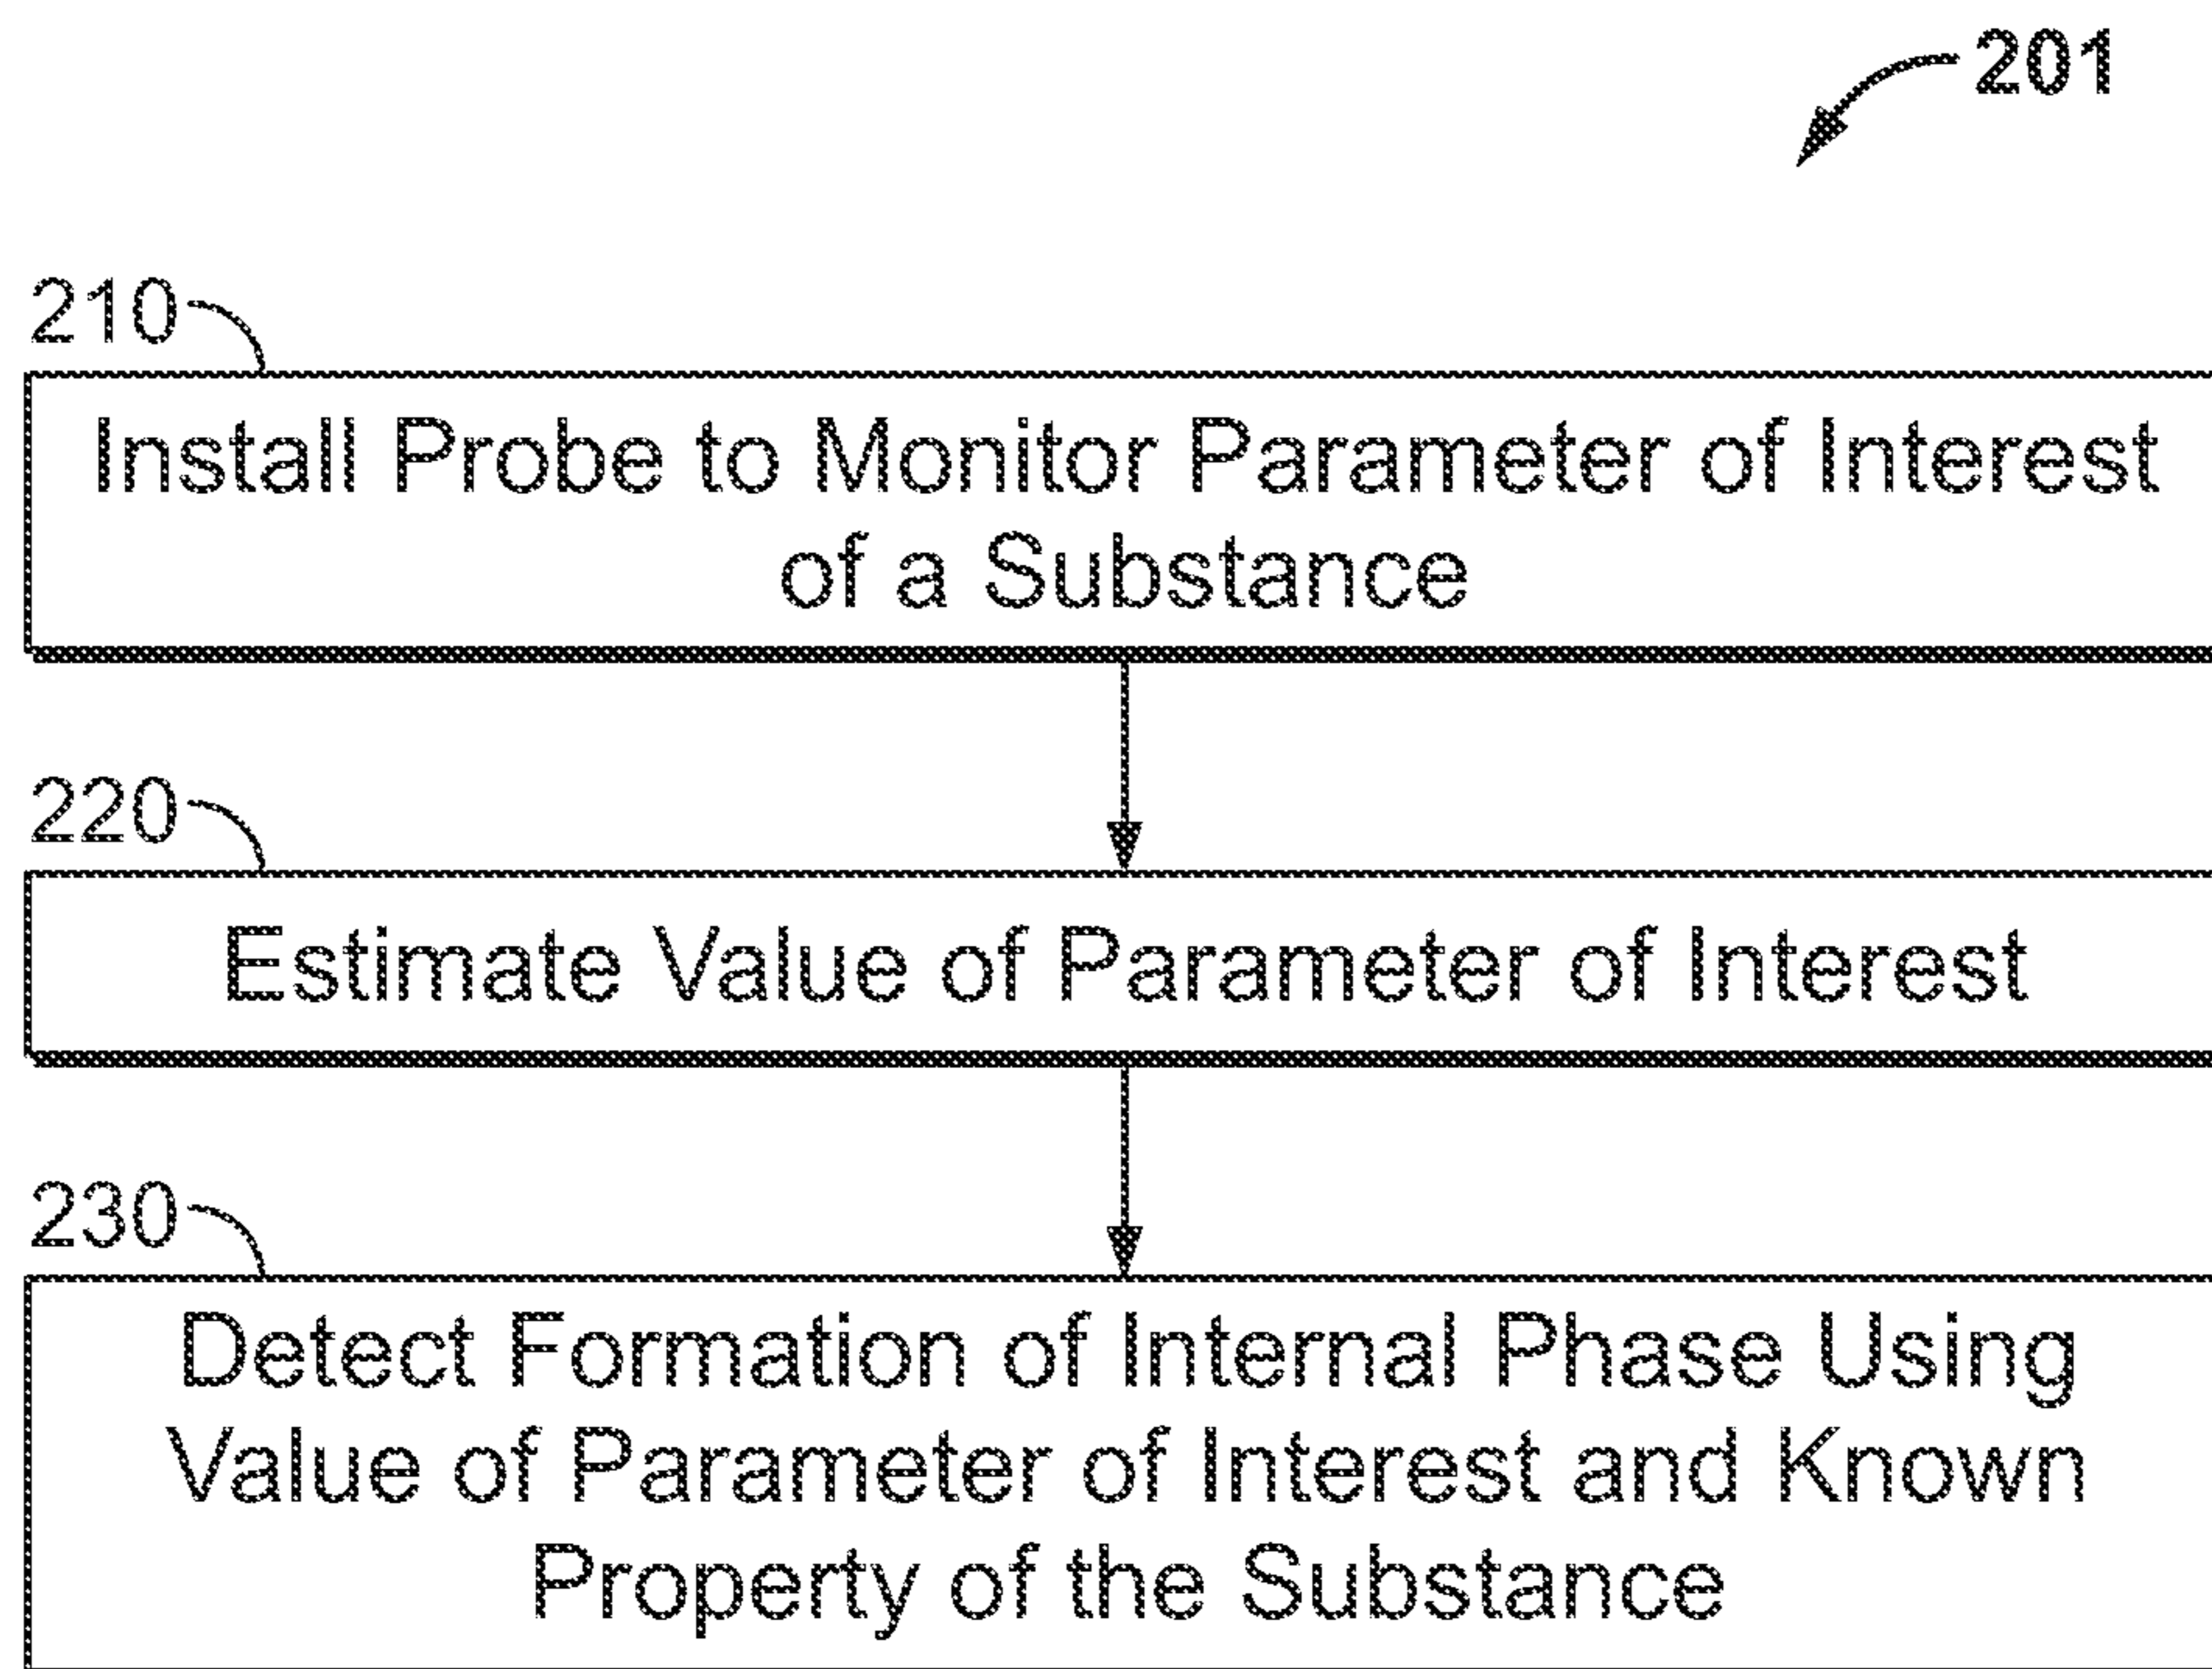 201
210
Install Probe to Monitor Parameter of Interest
of a Substance
220
Estimate Value of Parameter of Interest
230
Detect Formation of Internal Phase Using
Value of Parameter of Interest and Known
Property of the Substance